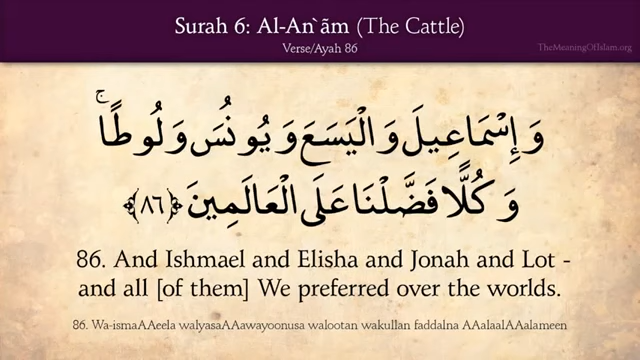 Surah 6: Al-An`ãm (The Cattle)
Verse/Ayah 86
TheMeaningOfIslam.org
وَإِسْمَاعِيلَ وَالْيَسَعَ وَيُونُسَ وَلُوطًا ۚ
وَكُلًّا فَضَّلْنَا عَلَى الْعَالَمِينَ ﴿٨٦﴾
86. And Ishmael and Elisha and Jonah and Lot -
and all [of them] We preferred over the worlds.
86. Wa-ismaAAeela walyasaAAawayoonusa walootan wakullan faddalna AAalaalAAalameen